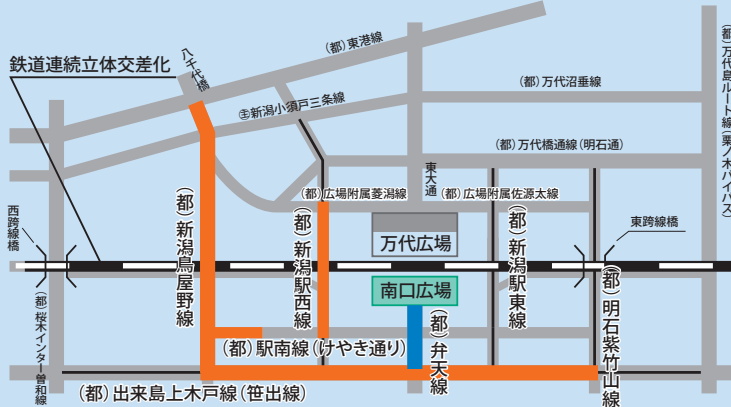 (都)東港線
八千代橋
鉄道連続立体交差化
(都)万代島ルート線(栗ノ木バイパス)
(都)万代沼垂線
㊤新潟小須戸三条線
(都)万代橋通線(明石通)
東大通
(都)広場附属菱潟線
(都)広場附属佐源太線
西跨線橋
(都)新潟鳥屋野線
(都)新潟駅西線
万代広場
(都)新潟駅東線
東跨線橋
南口広場
(都)桜木インター曽和線
(都)明石紫竹山線
(都)弁天線
(都)駅南線(けやき通り)
(都)出来島上木戸線(笹出線)